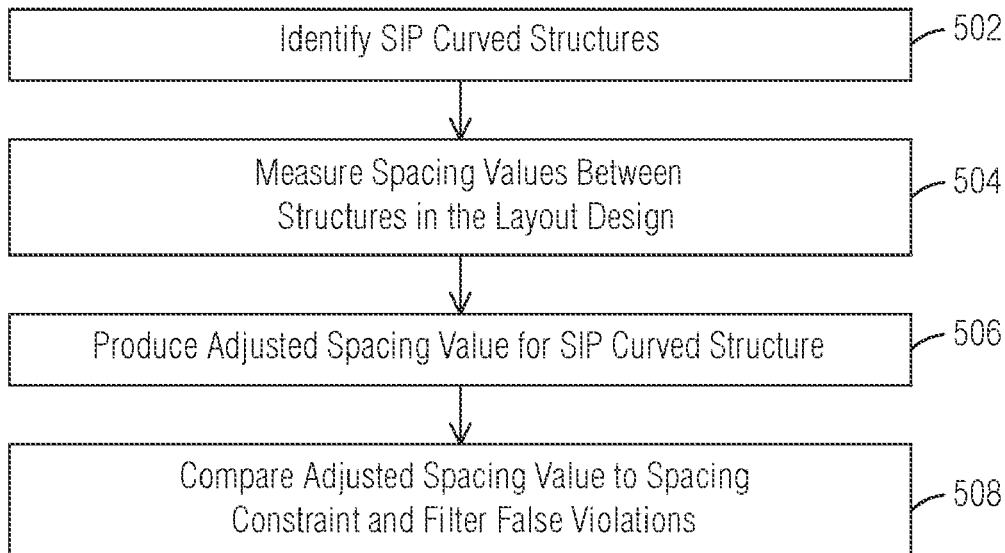 Identify SIP Curved Structures
502
Measure Spacing Values Between
Structures in the Layout Design
504
Produce Adjusted Spacing Value for SIP Curved Structure
506
Compare Adjusted Spacing Value to Spacing
Constraint and Filter False Violations
508